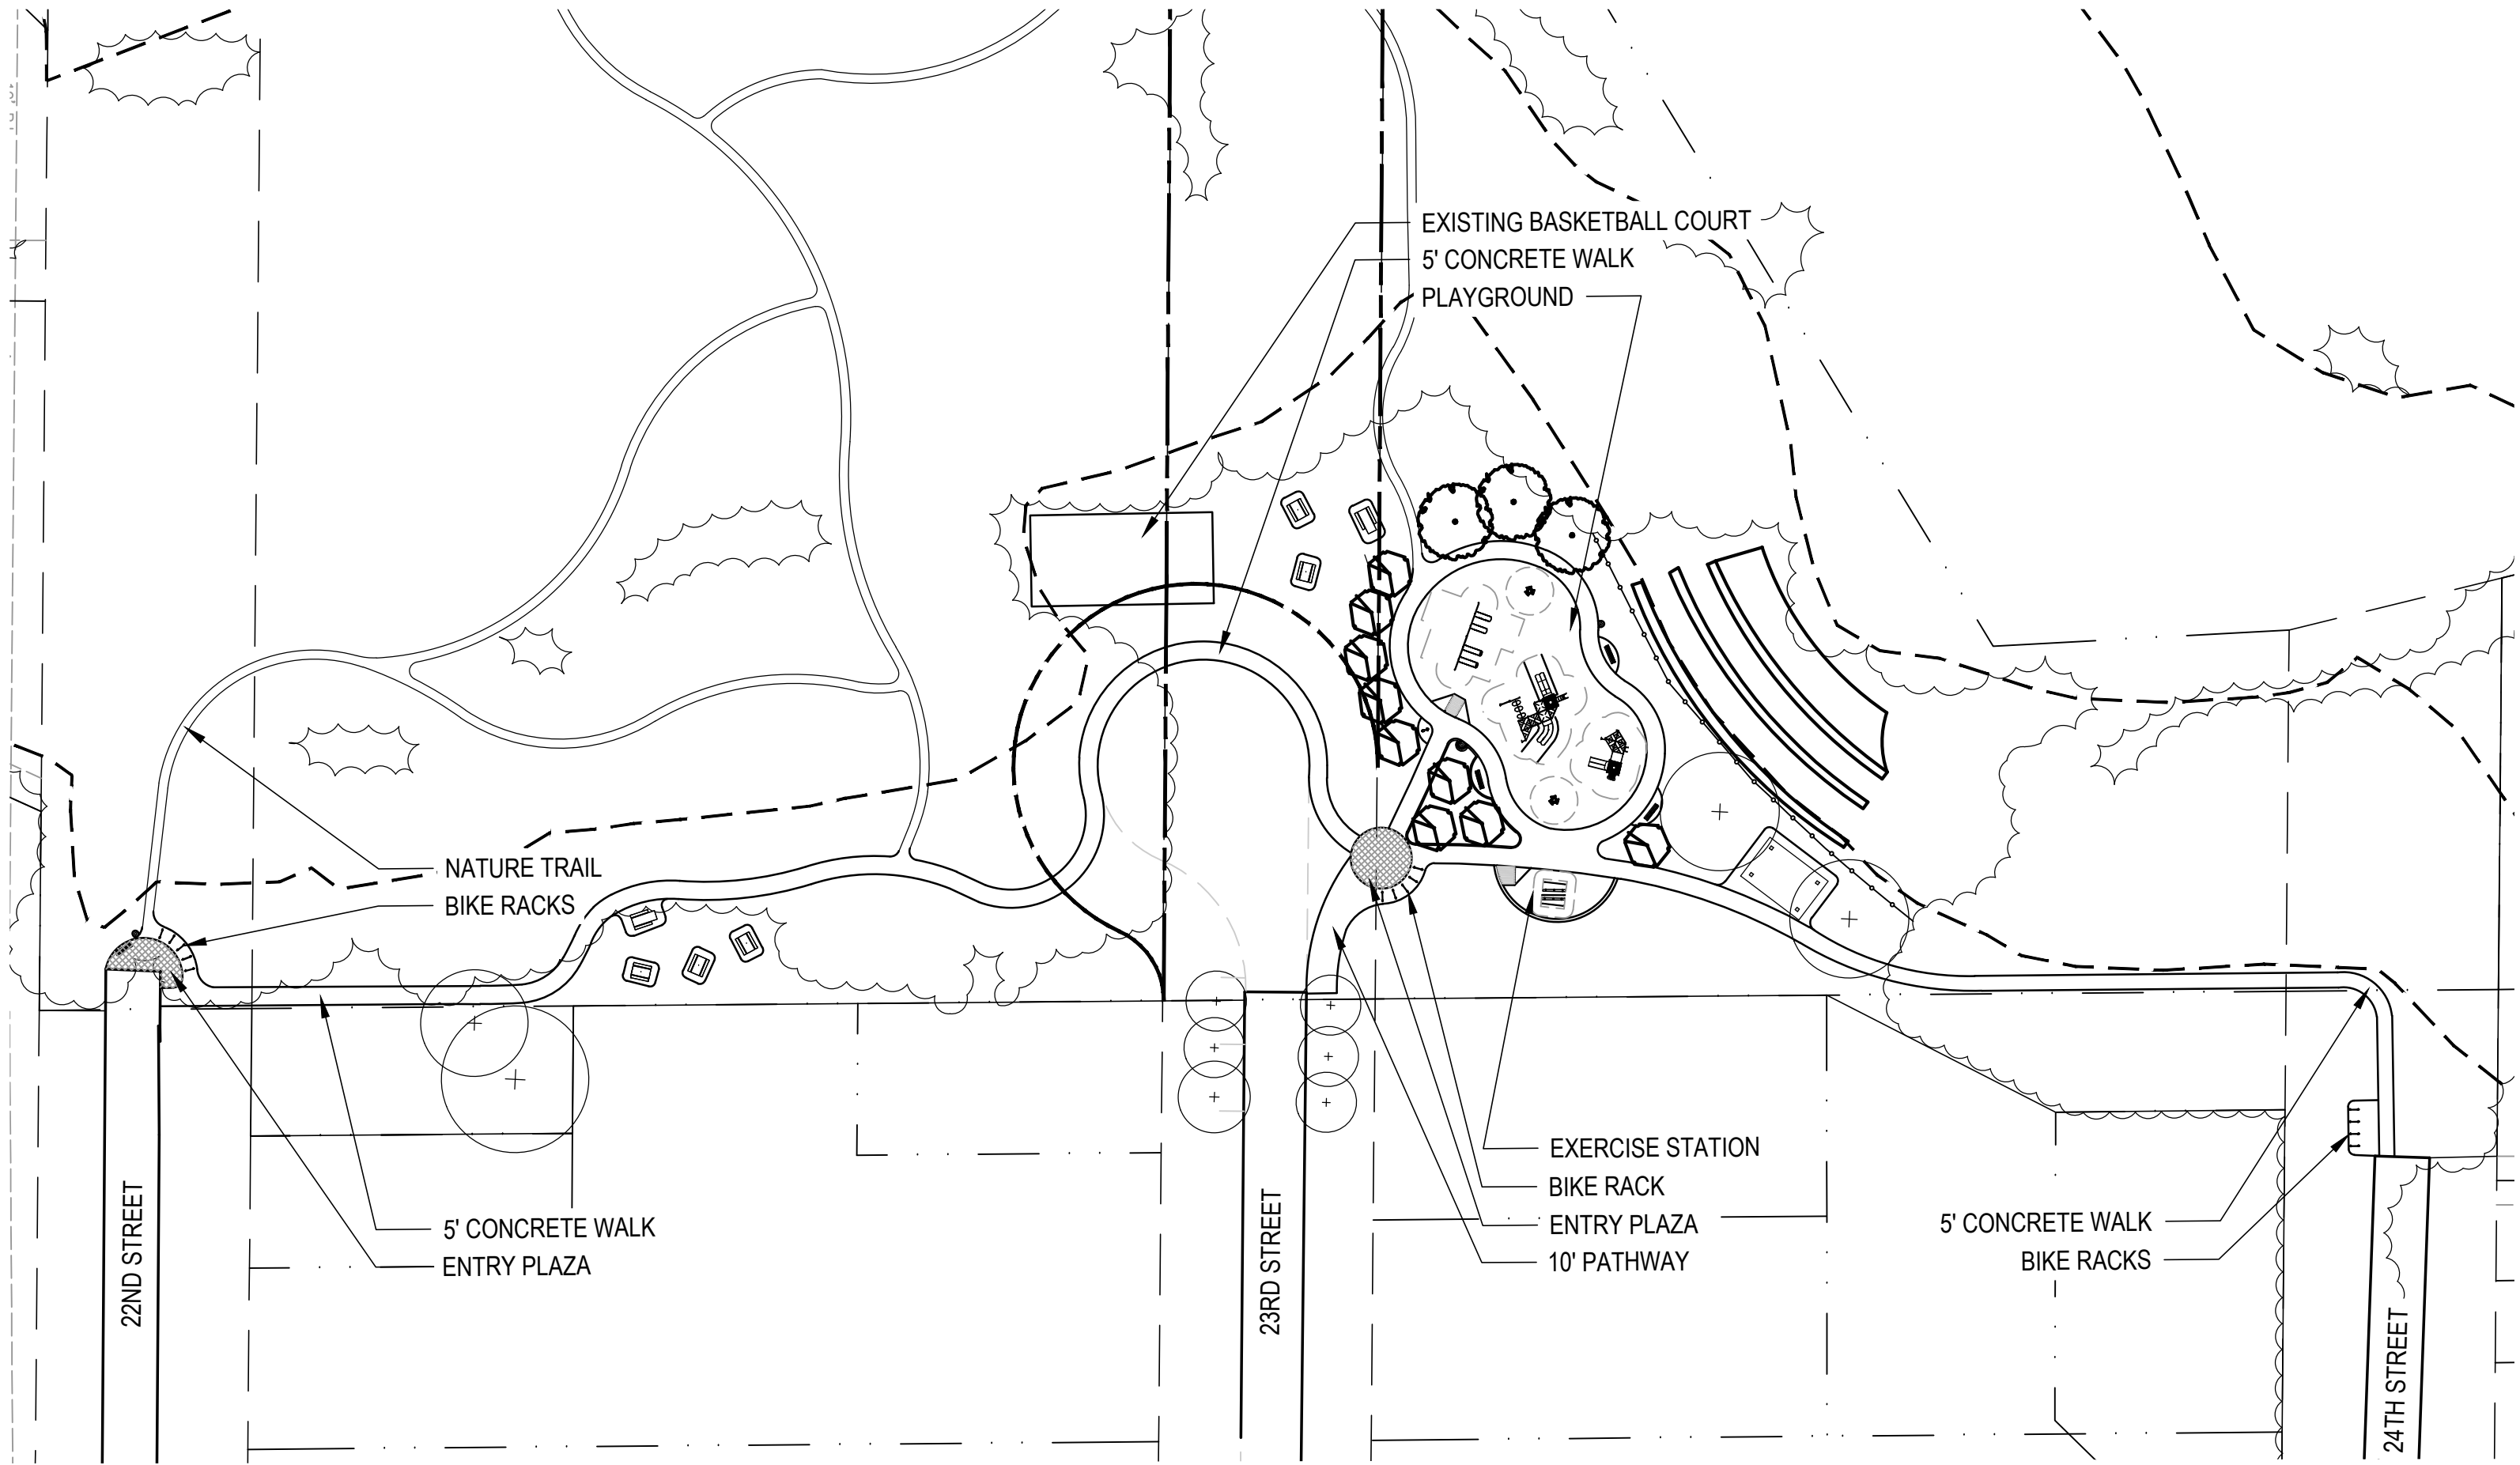 EXISTING BASKETBALL COURT
5' CONCRETE WALK
PLAYGROUND
NATURE TRAIL
BIKE RACKS
5' CONCRETE WALK
ENTRY PLAZA
22ND STREET
EXERCISE STATION
BIKE RACK
ENTRY PLAZA
10' PATHWAY
23RD STREET
5' CONCRETE WALK
BIKE RACKS
24TH STREET